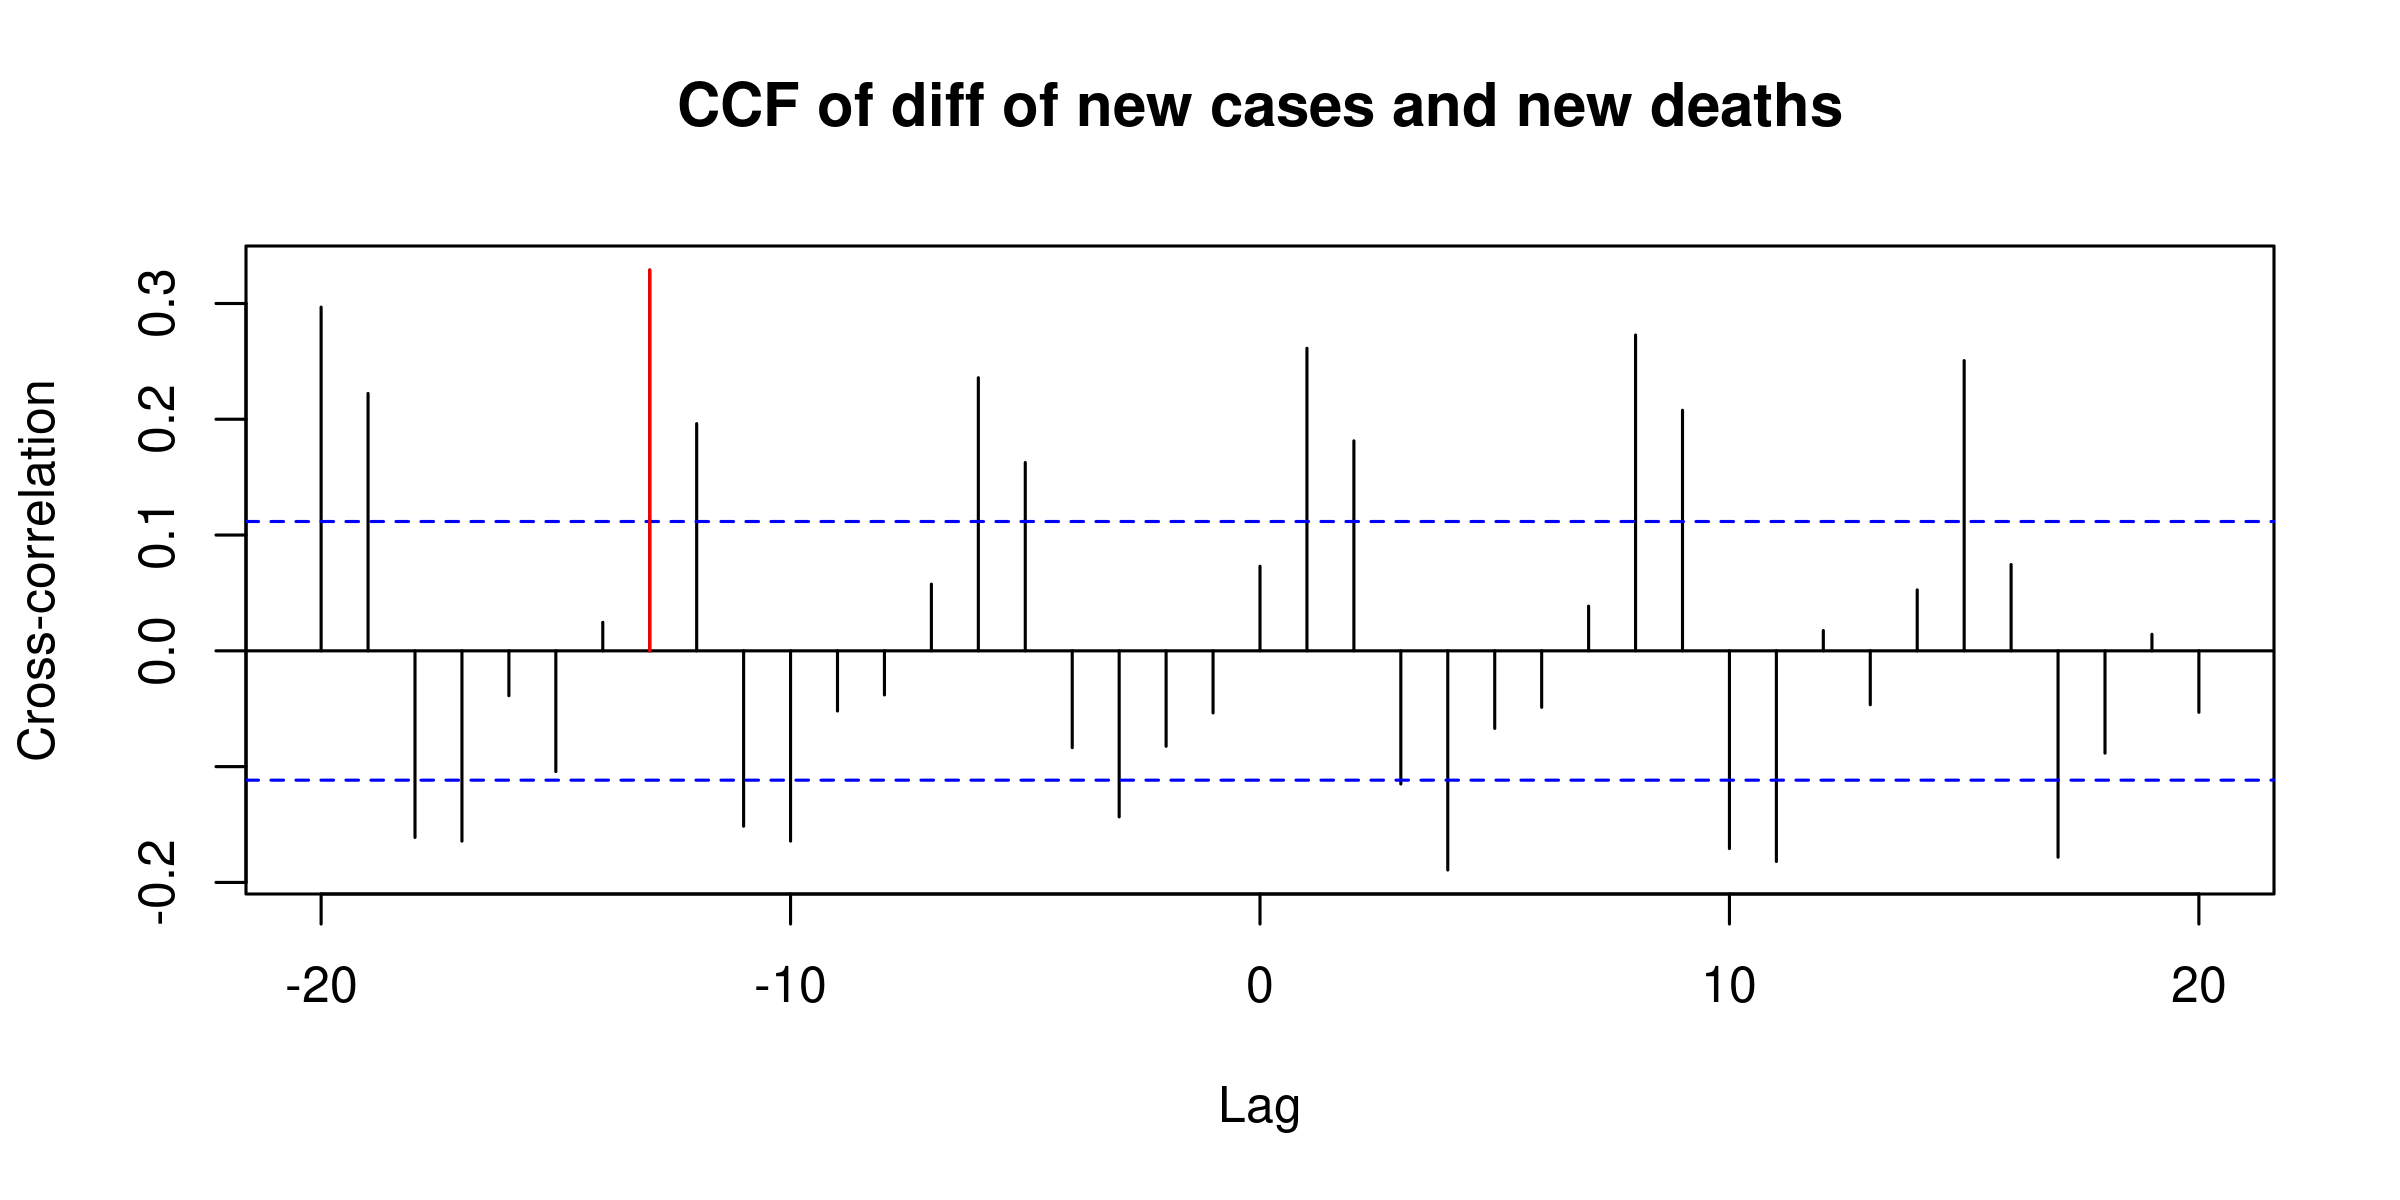 CCF of diff of new cases and new deaths
Cross-correlation
0.3
0.2
0.1
0.0
-0.2
-20 -10 0 10 20
Lag